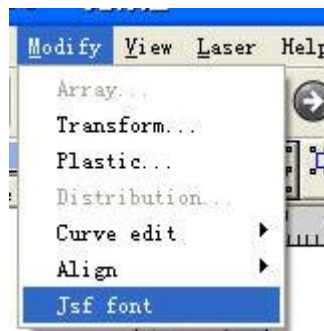 Modify View Laser Help
Array...
Transform...
Plastic...
Distribution...
Curve edit
Align
Jsf font